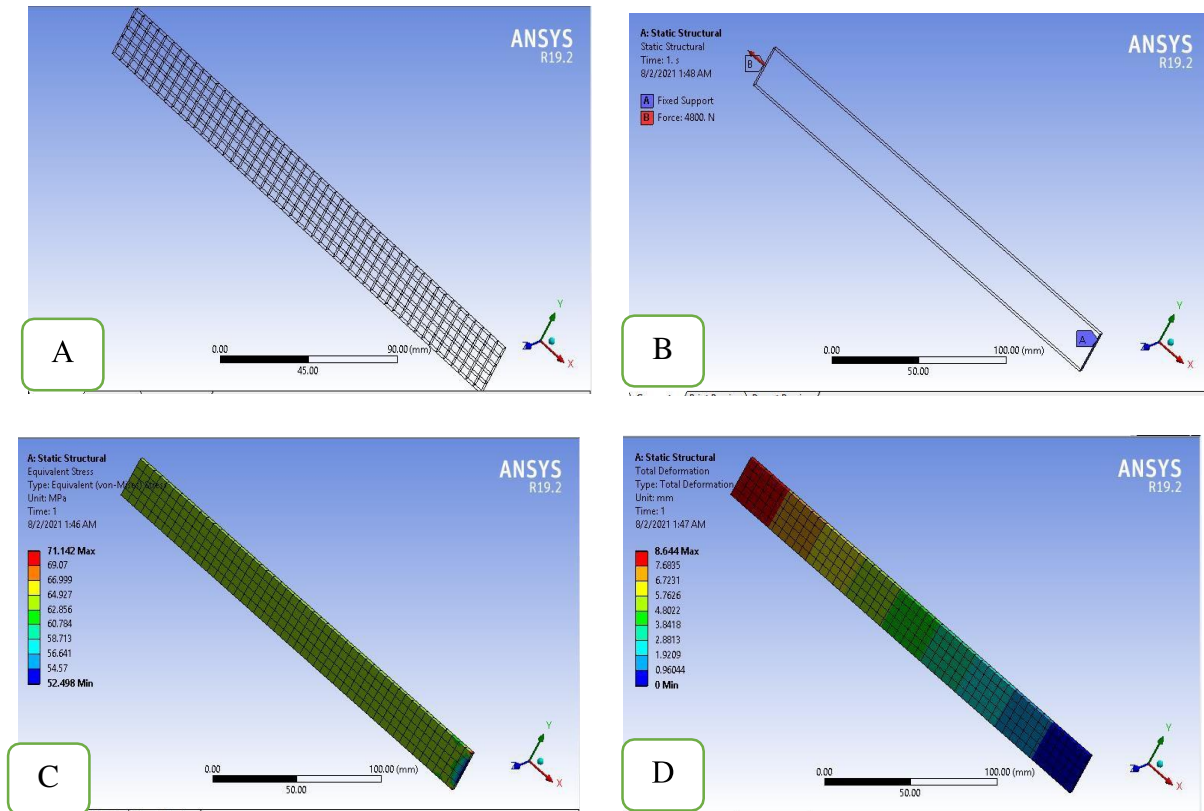 ANSYS
R19.2
Y
Z
X
0.00
90.00 (mm)
45.00
A
A: Static Structural
Static Structural
Time: 1. s
8/2/2021 1:48 AM
A Fixed Support
B Force: 4800. N
B
ANSYS
R19.2
A
Y
Z
X
0.00
100.00 (mm)
50.00
B
A: Static Structural
Equivalent Stress
Type: Equivalent (von-Mises) Stress
Unit: MPa
Time: 1
8/2/2021 1:46 AM
71.142 Max
69.07
66.999
64.927
62.856
60.784
58.713
56.641
54.57
52.498 Min
ANSYS
R19.2
Y
Z
X
0.00
100.00 (mm)
50.00
C
A: Static Structural
Total Deformation
Type: Total Deformation
Unit: mm
Time: 1
8/2/2021 1:47 AM
8.644 Max
7.6835
6.7231
5.7626
4.8022
3.8418
2.8813
1.9209
0.96044
0 Min
ANSYS
R19.2
Y
Z
X
0.00
100.00 (mm)
50.00
D